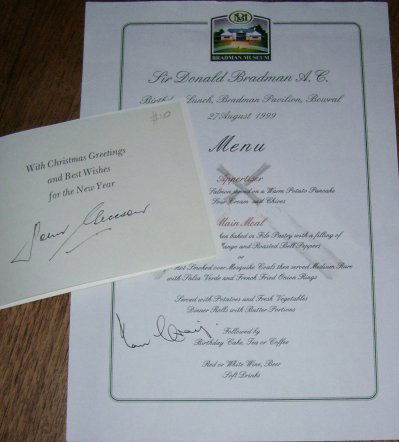 BM
BRADMAN MUSEUM
Sir Donald Bradman A.C.
Lunch, Bradman Pavilion, Bowral
27 August 1999
Menu
Appertiser
Salmon served on a Warm Potato Pancake
Sour Cream and Chives
Main Meal
baked in Filo Pastry with a filling of
and Roasted Bell Peppers
or
Smoked over Mesquite Coals then served Medium Rare
with Salsa Verde and French Fried Onion Rings
Served with Potatoes and Fresh Vegetables
Dinner Rolls with Butter Portions
Followed by
Birthday Cake, Tea or Coffee
Red or White Wine, Beer
Soft Drinks
With Christmas Greetings
and Best Wishes
for the New Year